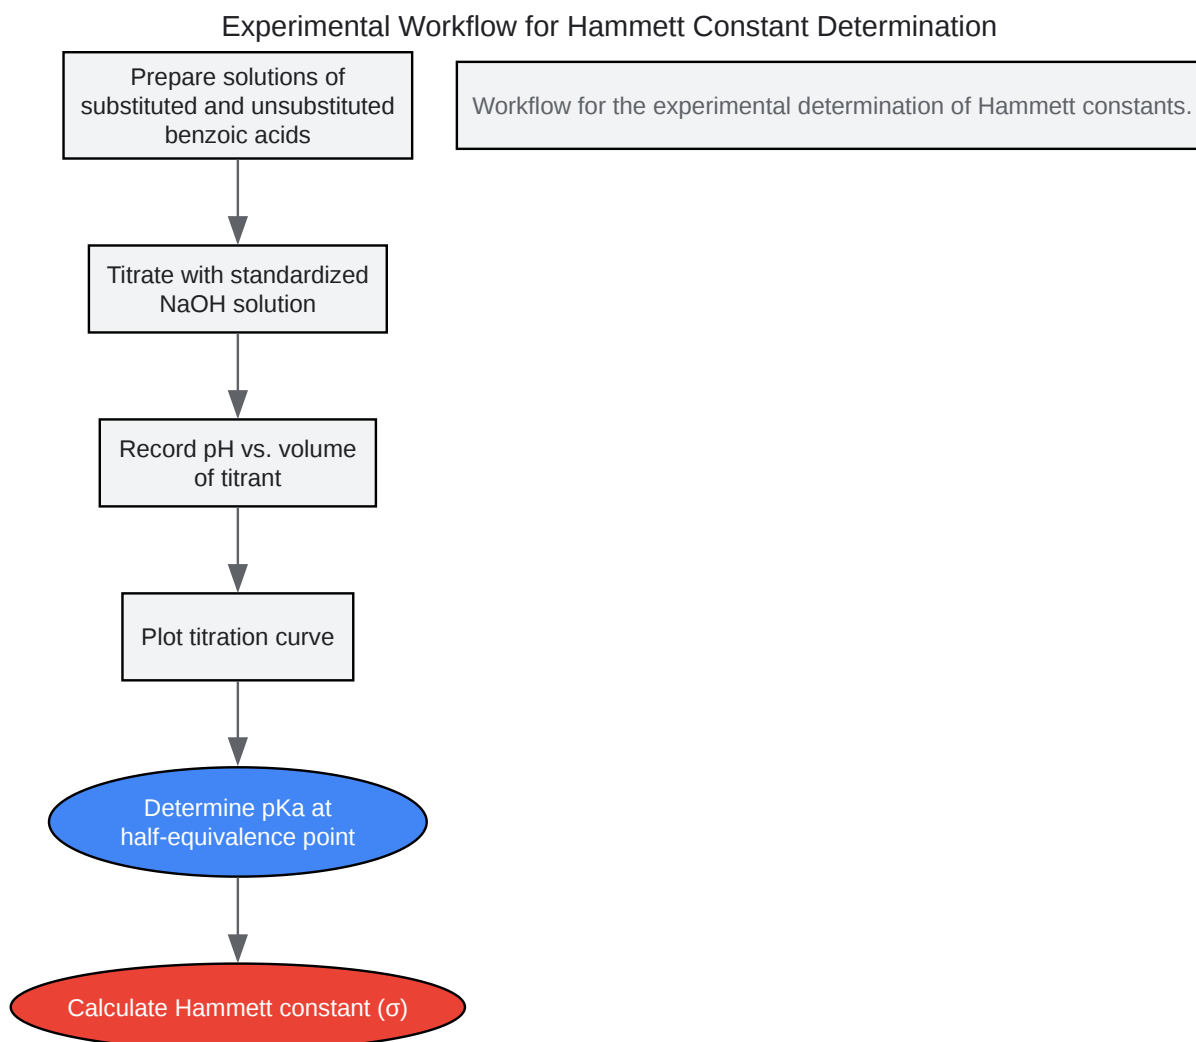 Experimental Workflow for Hammett Constant Determination
Prepare solutions of
substituted and unsubstituted
benzoic acids
Workflow for the experimental determination of Hammett constants.
Titrate with standardized
NaOH solution
Record pH vs. volume
of titrant
Plot titration curve
Determine pKa at
half-equivalence point
Calculate Hammett constant (σ)